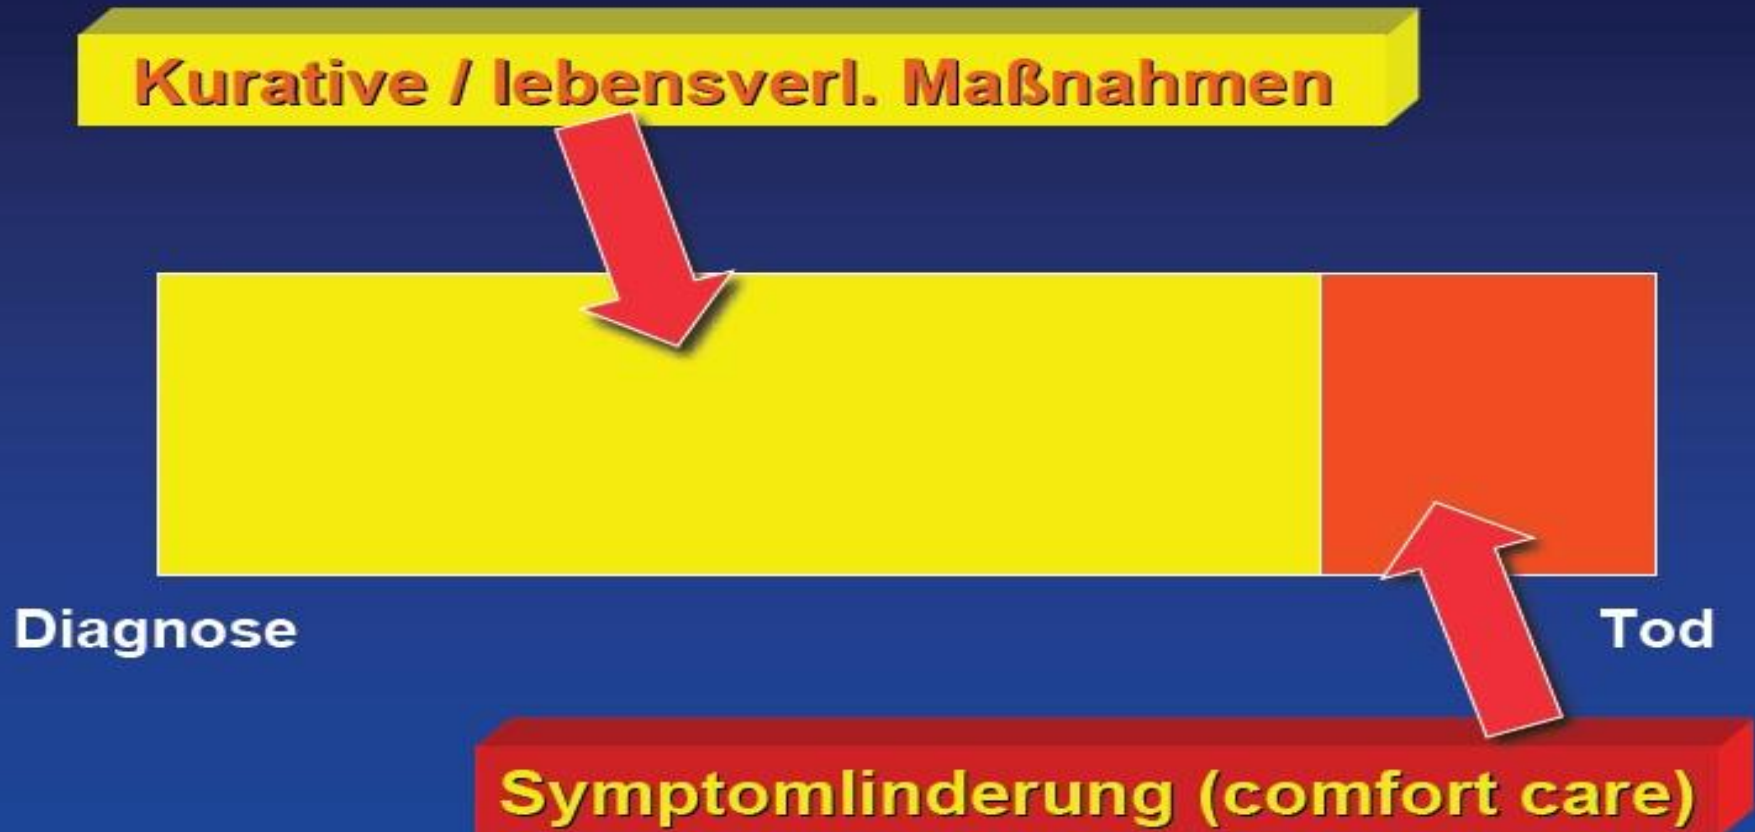 Kurative / lebensverl. Maßnahmen
Diagnose
Tod
Symptomlinderung (comfort care)